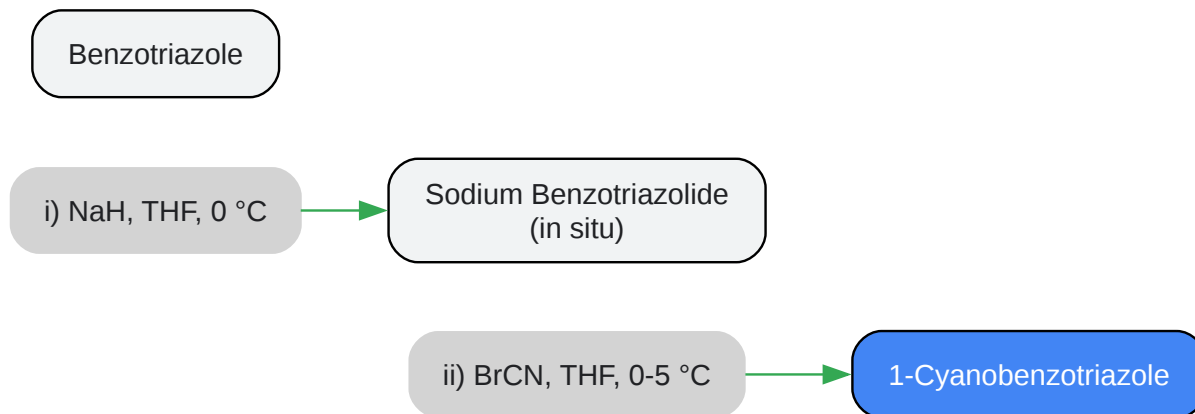 Benzotriazole
i) NaH, THF, 0 °C
Sodium Benzotriazolide
(in situ)
ii) BrCN, THF, 0-5 °C
1-Cyanobenzotriazole